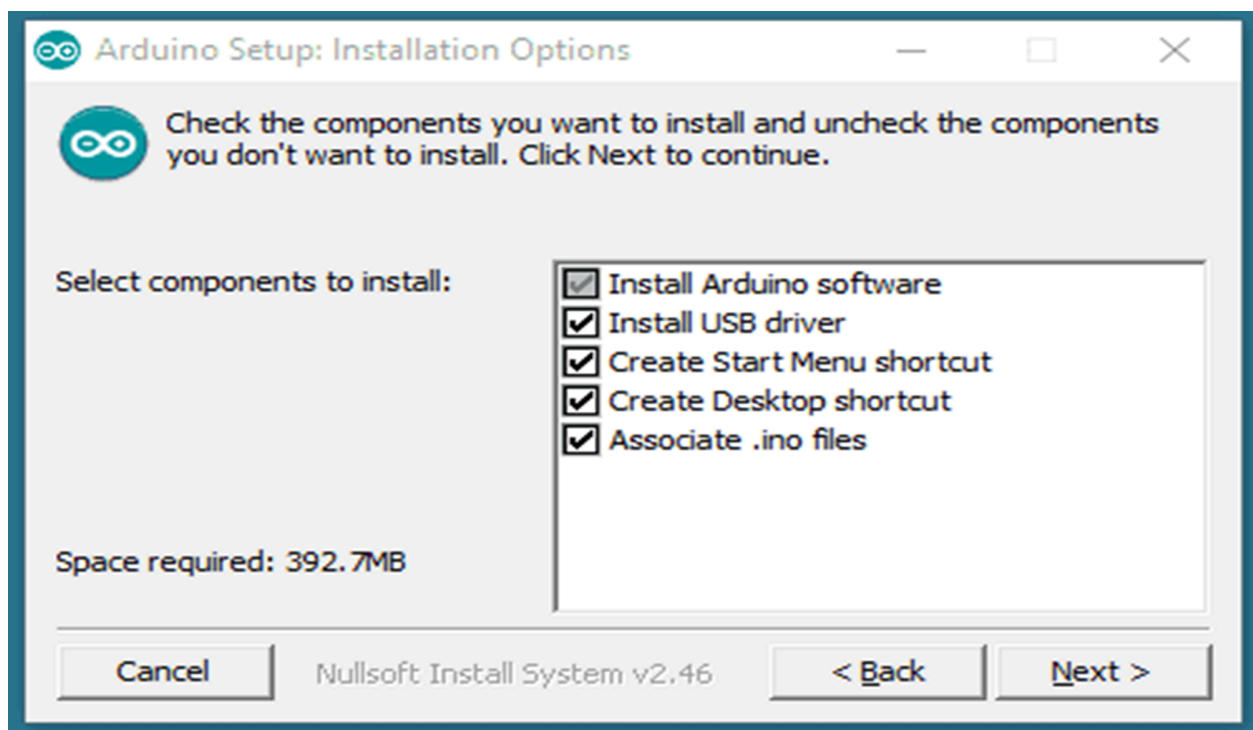 Arduino Setup: Installation Options
Check the components you want to install and uncheck the components
you don't want to install. Click Next to continue.
Select components to install:
Install Arduino software
Install USB driver
Create Start Menu shortcut
Create Desktop shortcut
Associate .ino files
Space required: 392.7MB
Cancel
Nullsoft Install System v2.46
< Back
Next >